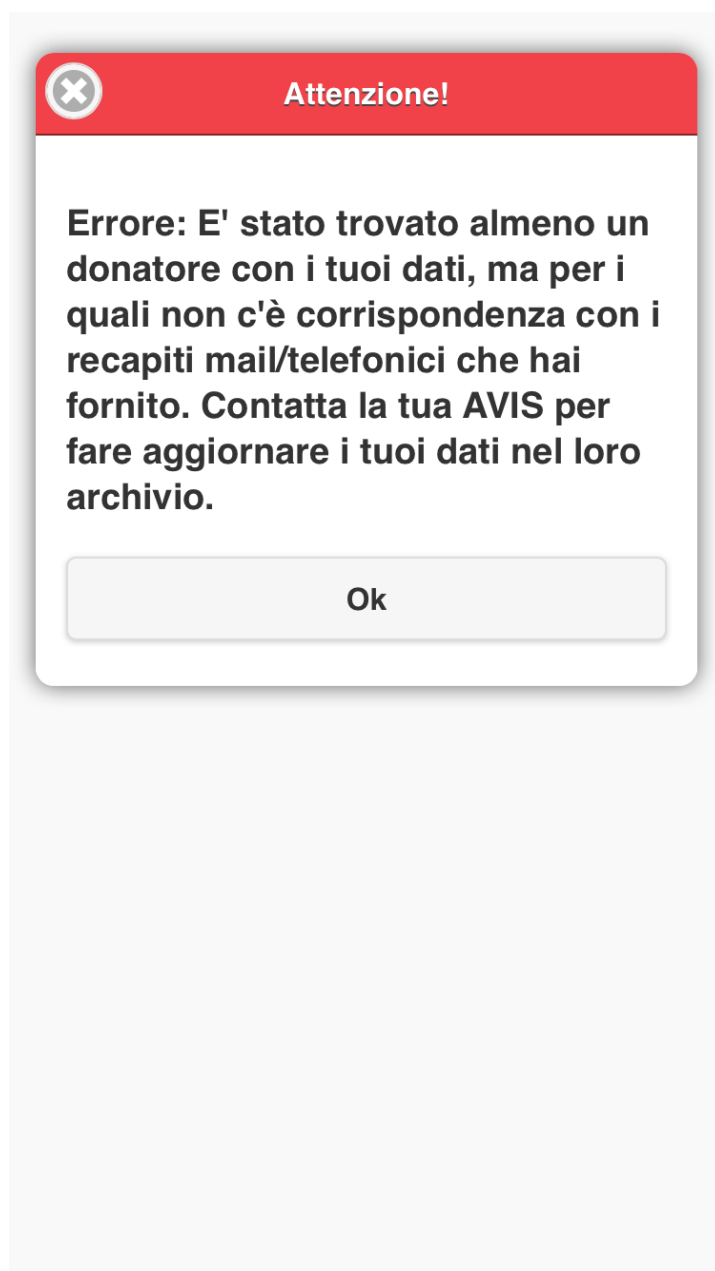 Attenzione!
Errore: E' stato trovato almeno un
donatore con i tuoi dati, ma per i
quali non c'è corrispondenza con i
recapiti mail/telefonici che hai
fornito. Contatta la tua AVIS per
fare aggiornare i tuoi dati nel loro
archivio.
Ok